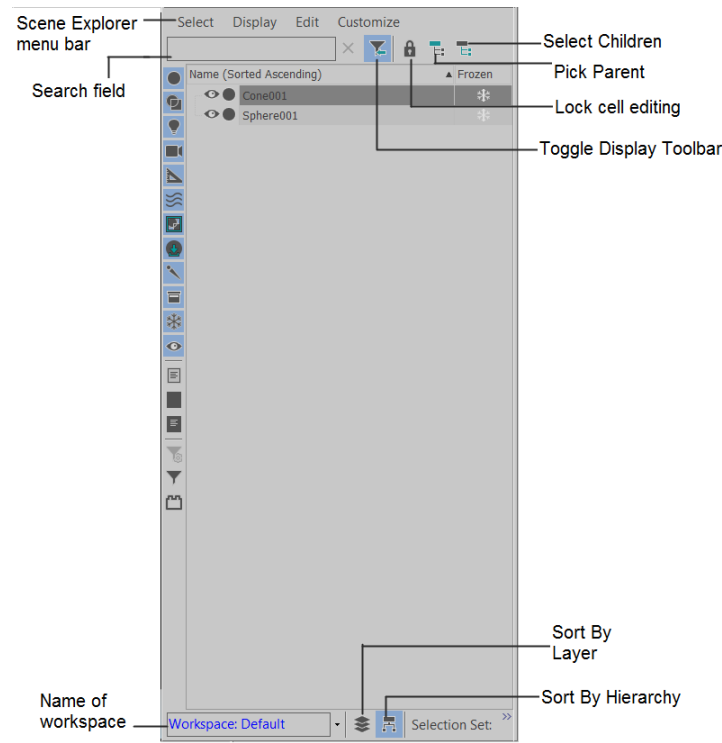 Scene Explorer
menu bar
Select Display Edit Customize
Select Children
Pick Parent
Search field
Name (Sorted Ascending) Frozen
Cone001
Lock cell editing
Sphere001
Toggle Display Toolbar
Sort By
Layer
Name of
workspace
Sort By Hierarchy
Workspace: Default
Selection Set: